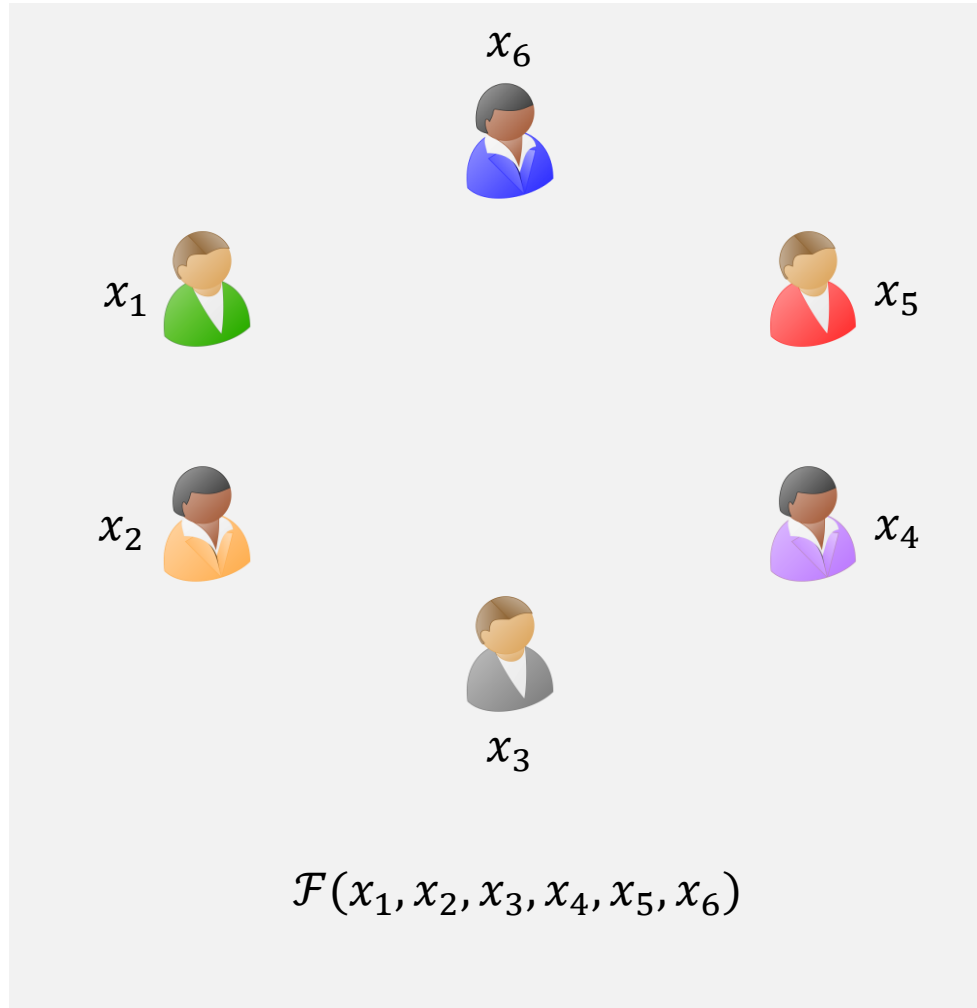 x₆
x₁
x₅
x₂
x₄
x₃
ℱ(x₁, x₂, x₃, x₄, x₅, x₆)